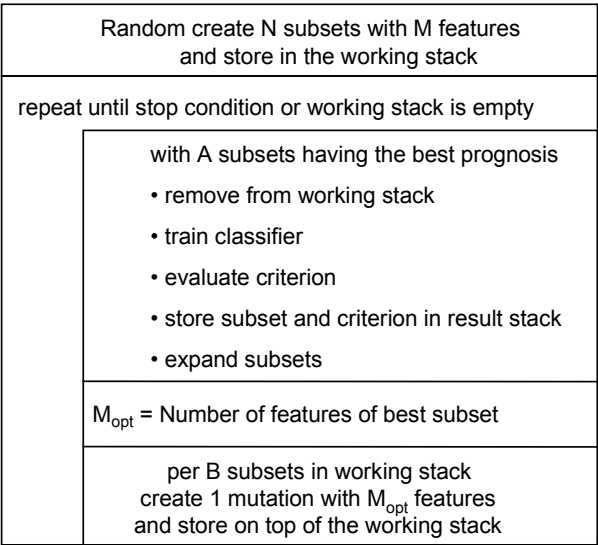 Random create N subsets with M features
and store in the working stack
repeat until stop condition or working stack is empty
with A subsets having the best prognosis
• remove from working stack
• train classifier
• evaluate criterion
• store subset and criterion in result stack
• expand subsets
Mopt = Number of features of best subset
per B subsets in working stack
create 1 mutation with Mopt features
and store on top of the working stack